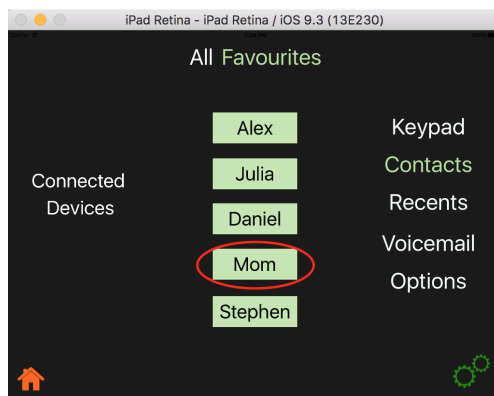 iPad Retina - iPad Retina / iOS 9.3 (13E230)
All Favourites
Connected
Devices
Alex
Julia
Daniel
Mom
Stephen
Keypad
Contacts
Recents
Voicemail
Options